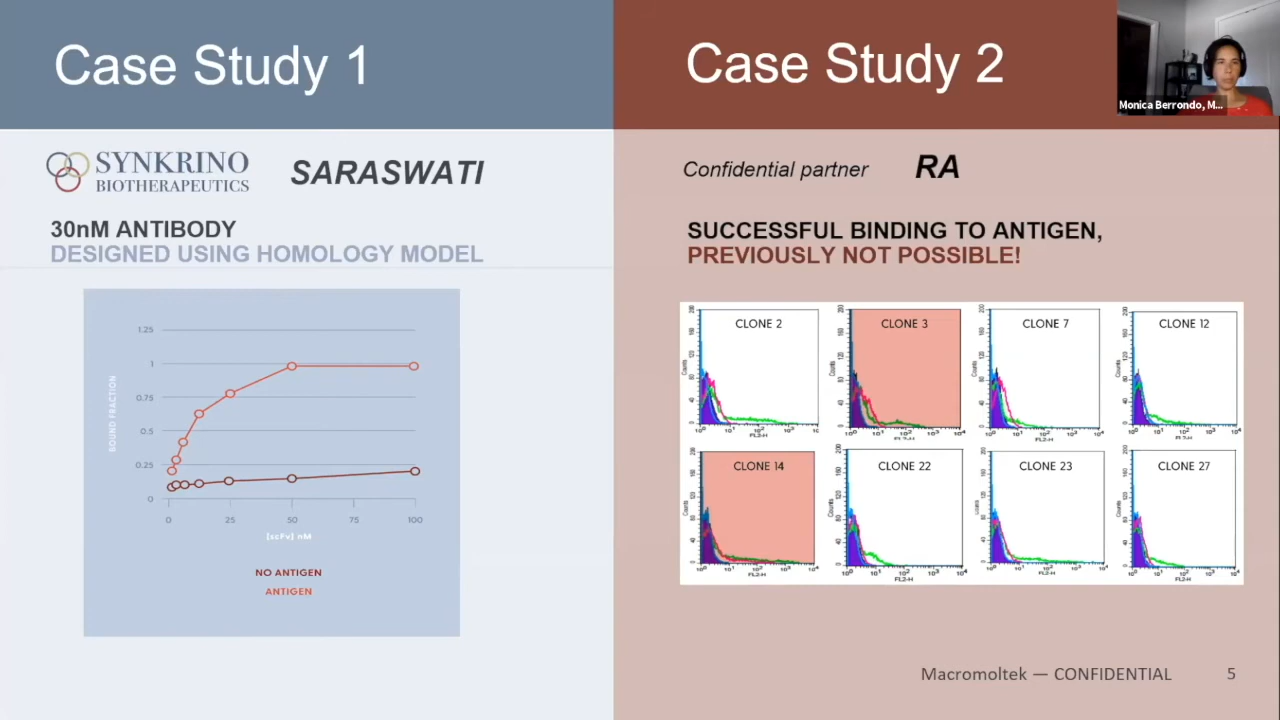 Case Study 1
SYNKRINO
BIOTHERAPEUTICS
SARASWATI
30nM ANTIBODY
DESIGNED USING HOMOLOGY MODEL
BOUND FRACTION
1.25
1
0.75
0.5
0.25
0
0
25
50
75
100
[scFv] nM
NO ANTIGEN
ANTIGEN
Case Study 2
Monica Berrondo, M...
Confidential partner
RA
SUCCESSFUL BINDING TO ANTIGEN,
PREVIOUSLY NOT POSSIBLE!
CLONE 2
CLONE 3
CLONE 7
CLONE 12
CLONE 14
CLONE 22
CLONE 23
CLONE 27
Macromoltek — CONFIDENTIAL
5